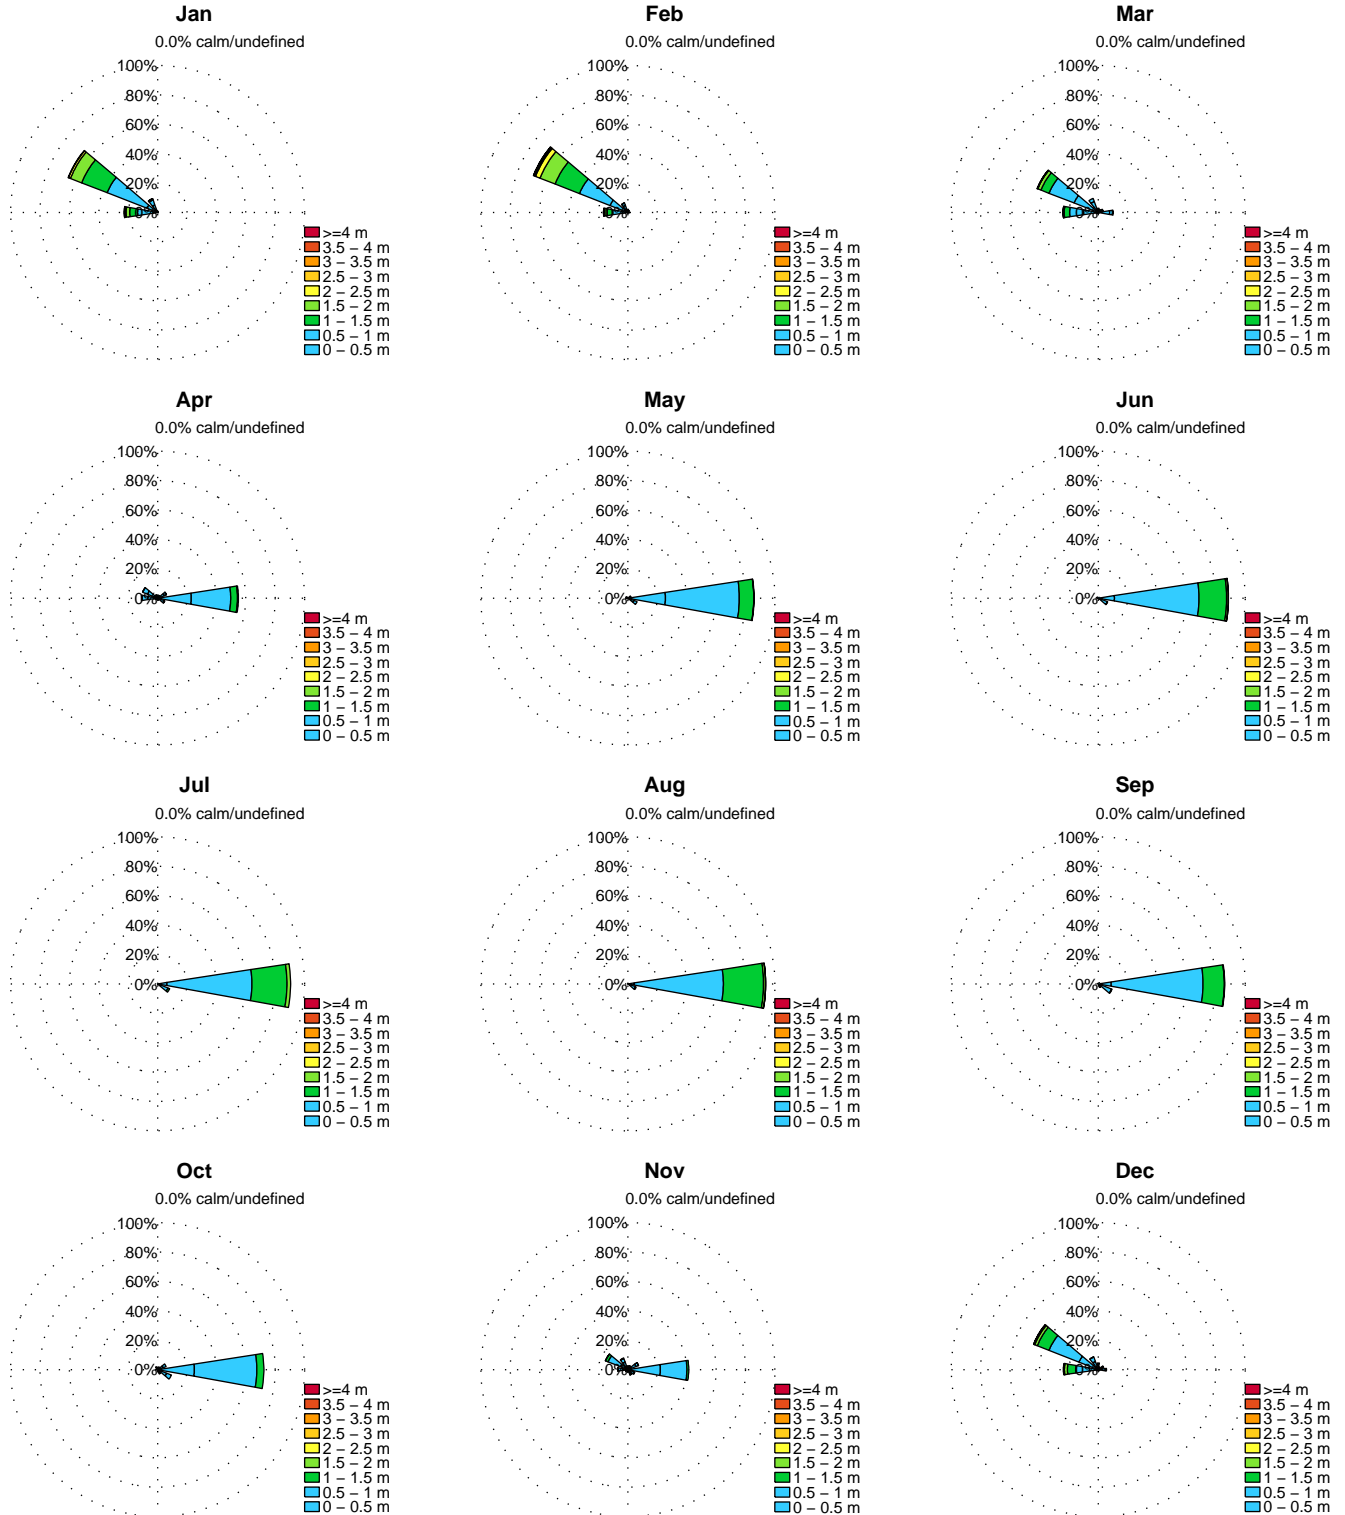 Jan
0.0% calm/undefined
100%
80%
60%
40%
20%
0%
>=4 m
3.5 – 4 m
3 – 3.5 m
2.5 – 3 m
2 – 2.5 m
1.5 – 2 m
1 – 1.5 m
0.5 – 1 m
0 – 0.5 m
Feb
0.0% calm/undefined
100%
80%
60%
40%
20%
0%
>=4 m
3.5 – 4 m
3 – 3.5 m
2.5 – 3 m
2 – 2.5 m
1.5 – 2 m
1 – 1.5 m
0.5 – 1 m
0 – 0.5 m
Mar
0.0% calm/undefined
100%
80%
60%
40%
20%
0%
>=4 m
3.5 – 4 m
3 – 3.5 m
2.5 – 3 m
2 – 2.5 m
1.5 – 2 m
1 – 1.5 m
0.5 – 1 m
0 – 0.5 m
Apr
0.0% calm/undefined
100%
80%
60%
40%
20%
0%
>=4 m
3.5 – 4 m
3 – 3.5 m
2.5 – 3 m
2 – 2.5 m
1.5 – 2 m
1 – 1.5 m
0.5 – 1 m
0 – 0.5 m
May
0.0% calm/undefined
100%
80%
60%
40%
20%
0%
>=4 m
3.5 – 4 m
3 – 3.5 m
2.5 – 3 m
2 – 2.5 m
1.5 – 2 m
1 – 1.5 m
0.5 – 1 m
0 – 0.5 m
Jun
0.0% calm/undefined
100%
80%
60%
40%
20%
0%
>=4 m
3.5 – 4 m
3 – 3.5 m
2.5 – 3 m
2 – 2.5 m
1.5 – 2 m
1 – 1.5 m
0.5 – 1 m
0 – 0.5 m
Jul
0.0% calm/undefined
100%
80%
60%
40%
20%
0%
>=4 m
3.5 – 4 m
3 – 3.5 m
2.5 – 3 m
2 – 2.5 m
1.5 – 2 m
1 – 1.5 m
0.5 – 1 m
0 – 0.5 m
Aug
0.0% calm/undefined
100%
80%
60%
40%
20%
0%
>=4 m
3.5 – 4 m
3 – 3.5 m
2.5 – 3 m
2 – 2.5 m
1.5 – 2 m
1 – 1.5 m
0.5 – 1 m
0 – 0.5 m
Sep
0.0% calm/undefined
100%
80%
60%
40%
20%
0%
>=4 m
3.5 – 4 m
3 – 3.5 m
2.5 – 3 m
2 – 2.5 m
1.5 – 2 m
1 – 1.5 m
0.5 – 1 m
0 – 0.5 m
Oct
0.0% calm/undefined
100%
80%
60%
40%
20%
0%
>=4 m
3.5 – 4 m
3 – 3.5 m
2.5 – 3 m
2 – 2.5 m
1.5 – 2 m
1 – 1.5 m
0.5 – 1 m
0 – 0.5 m
Nov
0.0% calm/undefined
100%
80%
60%
40%
20%
0%
>=4 m
3.5 – 4 m
3 – 3.5 m
2.5 – 3 m
2 – 2.5 m
1.5 – 2 m
1 – 1.5 m
0.5 – 1 m
0 – 0.5 m
Dec
0.0% calm/undefined
100%
80%
60%
40%
20%
0%
>=4 m
3.5 – 4 m
3 – 3.5 m
2.5 – 3 m
2 – 2.5 m
1.5 – 2 m
1 – 1.5 m
0.5 – 1 m
0 – 0.5 m